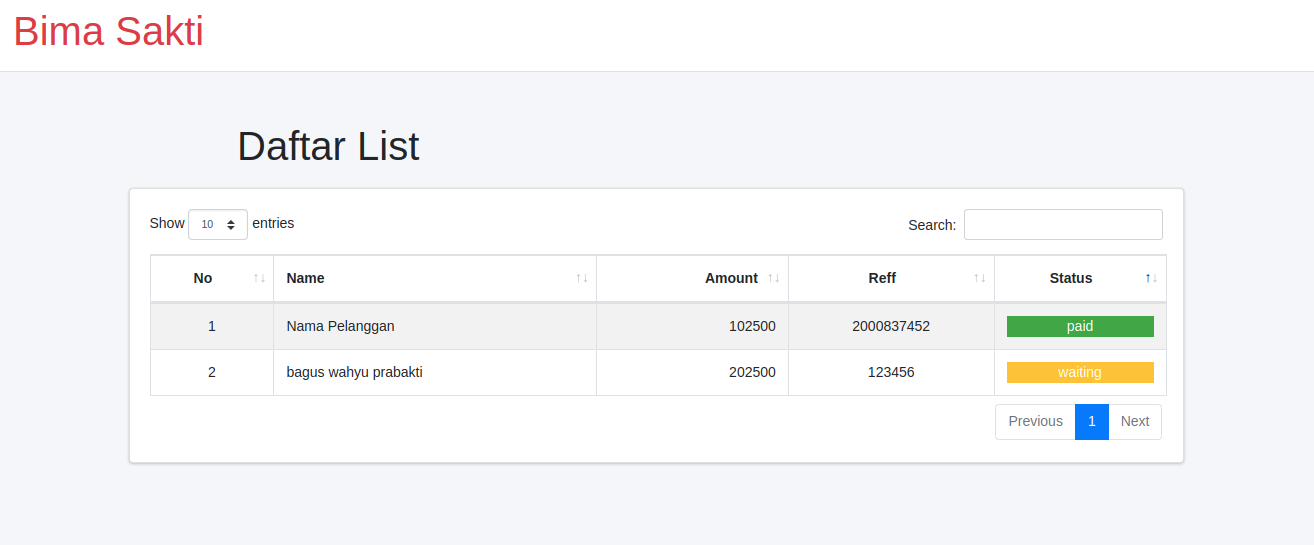 Bima Sakti
Daftar List
Show 10 entries Search:
No Name Amount Reff Status
1 Nama Pelanggan 102500 2000837452 paid
2 bagus wahyu prabakti 202500 123456 waiting
Previous 1 Next